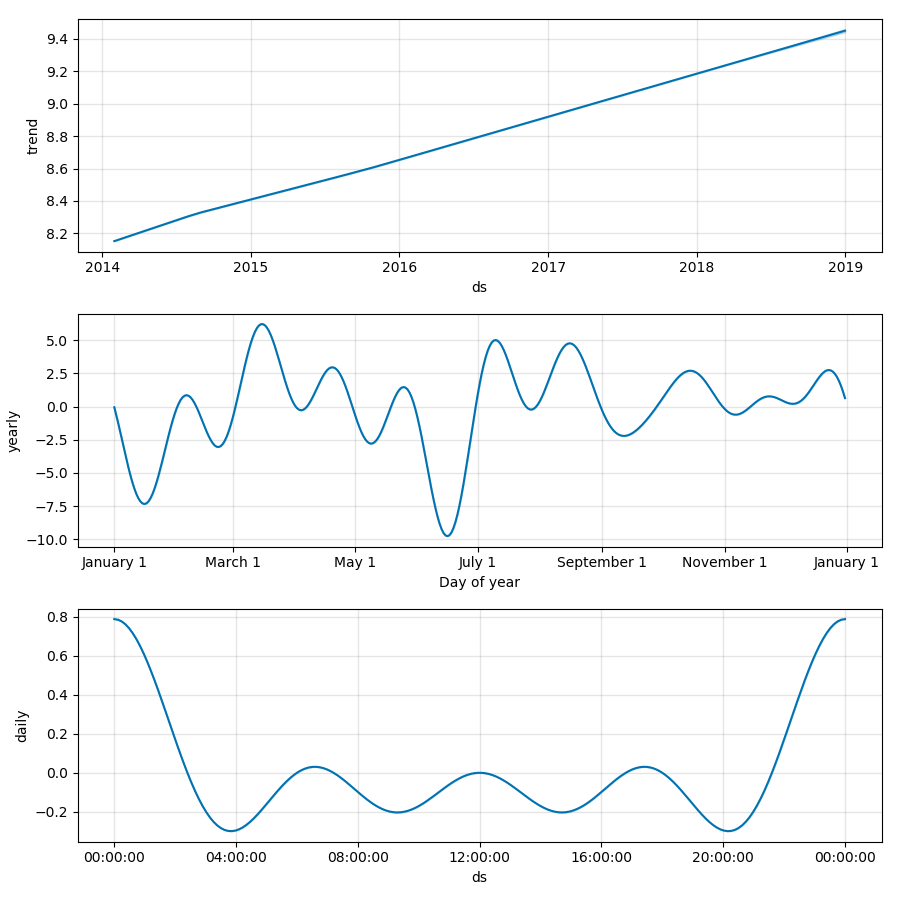 9.4
9.2
9.0
8.8
8.6
8.4
8.2
trend
2014 2015 2016 2017 2018 2019
ds
5.0
2.5
0.0
−2.5
−5.0
−7.5
−10.0
yearly
January 1 March 1 May 1 July 1 September 1 November 1 January 1
Day of year
0.8
0.6
0.4
0.2
0.0
−0.2
daily
00:00:00 04:00:00 08:00:00 12:00:00 16:00:00 20:00:00 00:00:00
ds